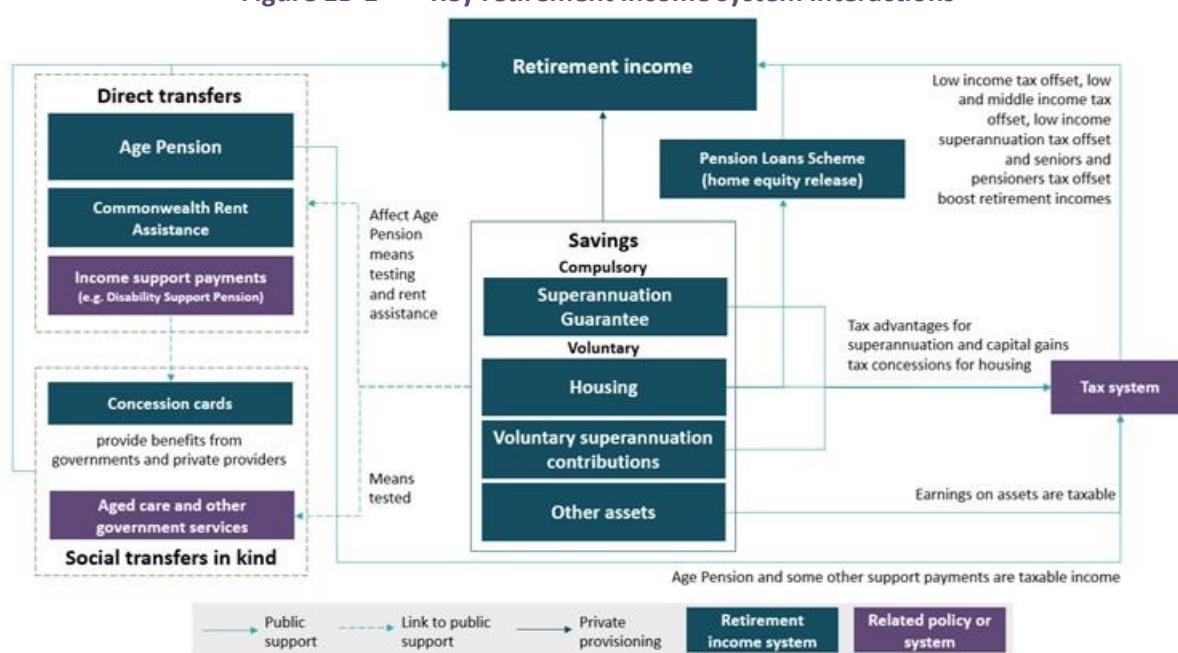 Figure Key retirement income system interactions
Retirement income
Direct transfers
Age Pension
Commonwealth Rent
Assistance
Income support payments
(e.g. Disability Support Pension)
Concession cards
provide benefits from
governments and private providers
Aged care and other
government services
Social transfers in kind
Affect Age
Pension
means
testing
and rent
assistance
Means
tested
Savings
Compulsory
Superannuation
Guarantee
Voluntary
Housing
Voluntary superannuation
contributions
Other assets
Pension Loans Scheme
(home equity release)
Low income tax offset, low
and middle income tax
offset, low income
superannuation tax offset
and seniors and
pensioners tax offset
boost retirement incomes
Tax advantages for
superannuation and capital gains
tax concessions for housing
Tax system
Earnings on assets are taxable
Age Pension and some other support payments are taxable income
Public
support
Link to public
support
Private
provisioning
Retirement
income system
Related policy or
system